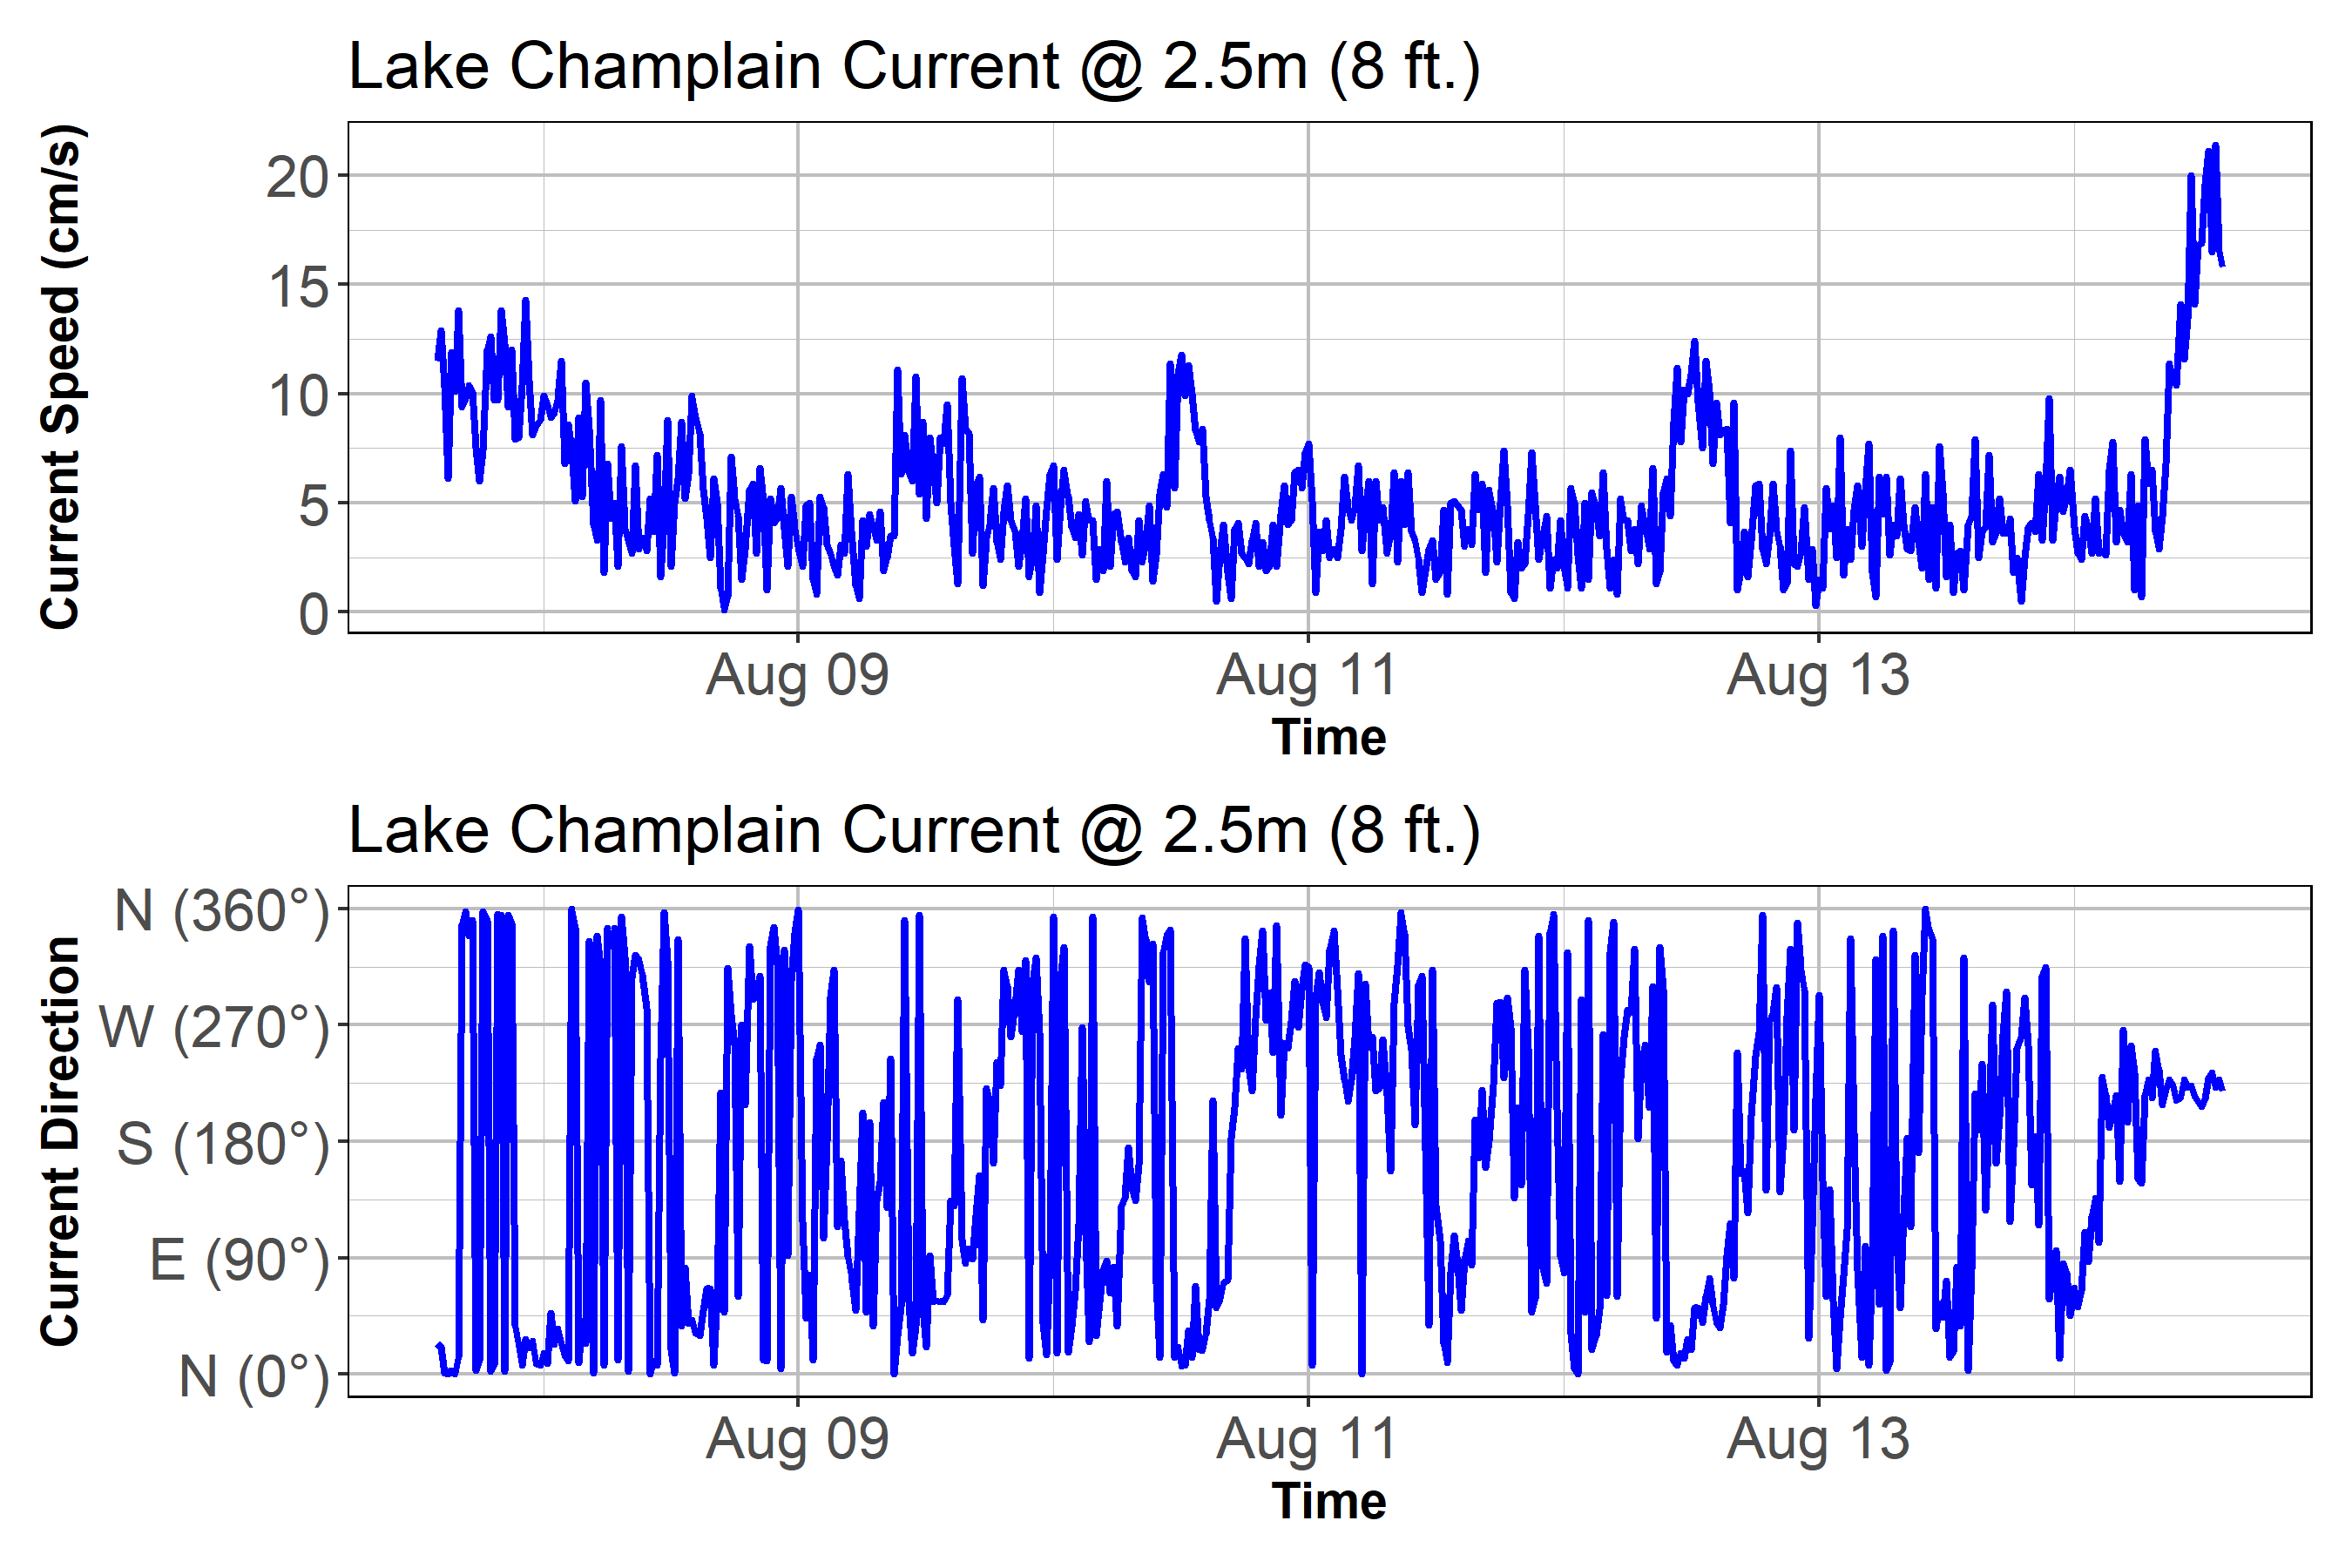 Lake Champlain Current @ 2.5m (8 ft.)
Current Speed (cm/s)
20
15
10
5
0
Aug 09 Aug 11 Aug 13
Time
Lake Champlain Current @ 2.5m (8 ft.)
Current Direction
N (360°)
W (270°)
S (180°)
E (90°)
N (0°)
Aug 09 Aug 11 Aug 13
Time